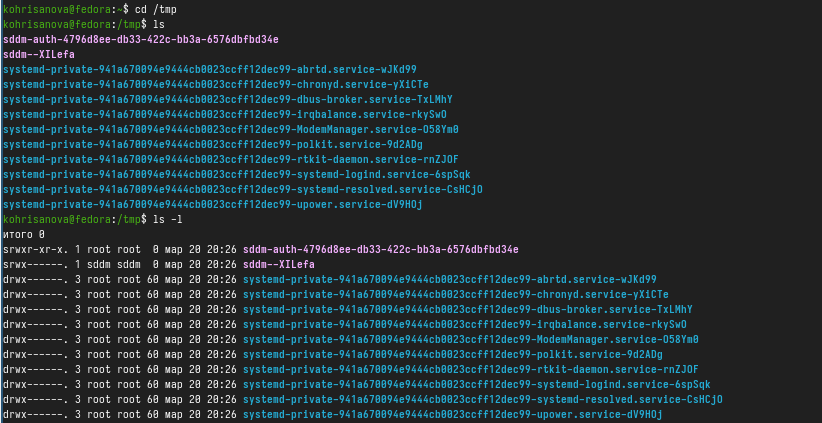 kohrisanova@fedora:~$ cd /tmp
kohrisanova@fedora:/tmp$ ls
sddm-auth-4796d8ee-db33-422c-bb3a-6576dbfbd34e
sddm--XILefa
systemd-private-941a670094e9444cb0023ccff12dec99-abrtd.service-wJKd99
systemd-private-941a670094e9444cb0023ccff12dec99-chronyd.service-yXiCTe
systemd-private-941a670094e9444cb0023ccff12dec99-dbus-broker.service-TxLMhY
systemd-private-941a670094e9444cb0023ccff12dec99-irqbalance.service-rkySwO
systemd-private-941a670094e9444cb0023ccff12dec99-ModemManager.service-O58Ym0
systemd-private-941a670094e9444cb0023ccff12dec99-polkit.service-9d2ADg
systemd-private-941a670094e9444cb0023ccff12dec99-rtkit-daemon.service-rnZJOF
systemd-private-941a670094e9444cb0023ccff12dec99-systemd-logind.service-6spSqk
systemd-private-941a670094e9444cb0023ccff12dec99-systemd-resolved.service-CsHCjO
systemd-private-941a670094e9444cb0023ccff12dec99-upower.service-dV9HOj
kohrisanova@fedora:/tmp$ ls -l
итого 0
srwxr-xr-x. 1 root root  0 мар 20 20:26 sddm-auth-4796d8ee-db33-422c-bb3a-6576dbfbd34e
srwx------. 1 sddm sddm  0 мар 20 20:26 sddm--XILefa
drwx------. 3 root root 60 мар 20 20:26 systemd-private-941a670094e9444cb0023ccff12dec99-abrtd.service-wJKd99
drwx------. 3 root root 60 мар 20 20:26 systemd-private-941a670094e9444cb0023ccff12dec99-chronyd.service-yXiCTe
drwx------. 3 root root 60 мар 20 20:26 systemd-private-941a670094e9444cb0023ccff12dec99-dbus-broker.service-TxLMhY
drwx------. 3 root root 60 мар 20 20:26 systemd-private-941a670094e9444cb0023ccff12dec99-irqbalance.service-rkySwO
drwx------. 3 root root 60 мар 20 20:26 systemd-private-941a670094e9444cb0023ccff12dec99-ModemManager.service-O58Ym0
drwx------. 3 root root 60 мар 20 20:26 systemd-private-941a670094e9444cb0023ccff12dec99-polkit.service-9d2ADg
drwx------. 3 root root 60 мар 20 20:26 systemd-private-941a670094e9444cb0023ccff12dec99-rtkit-daemon.service-rnZJOF
drwx------. 3 root root 60 мар 20 20:26 systemd-private-941a670094e9444cb0023ccff12dec99-systemd-logind.service-6spSqk
drwx------. 3 root root 60 мар 20 20:26 systemd-private-941a670094e9444cb0023ccff12dec99-systemd-resolved.service-CsHCjO
drwx------. 3 root root 60 мар 20 20:26 systemd-private-941a670094e9444cb0023ccff12dec99-upower.service-dV9HOj